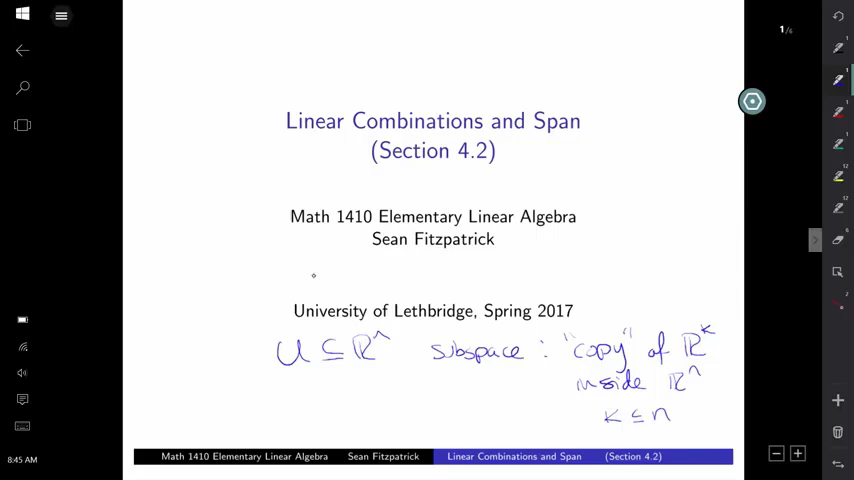 1/6
Linear Combinations and Span
(Section 4.2)
Math 1410 Elementary Linear Algebra
Sean Fitzpatrick
University of Lethbridge, Spring 2017
U ⊆ ℝⁿ subspace : "copy" of ℝᵏ
inside ℝⁿ
k ≤ n
Math 1410 Elementary Linear Algebra Sean Fitzpatrick Linear Combinations and Span (Section 4.2)
8:45 AM